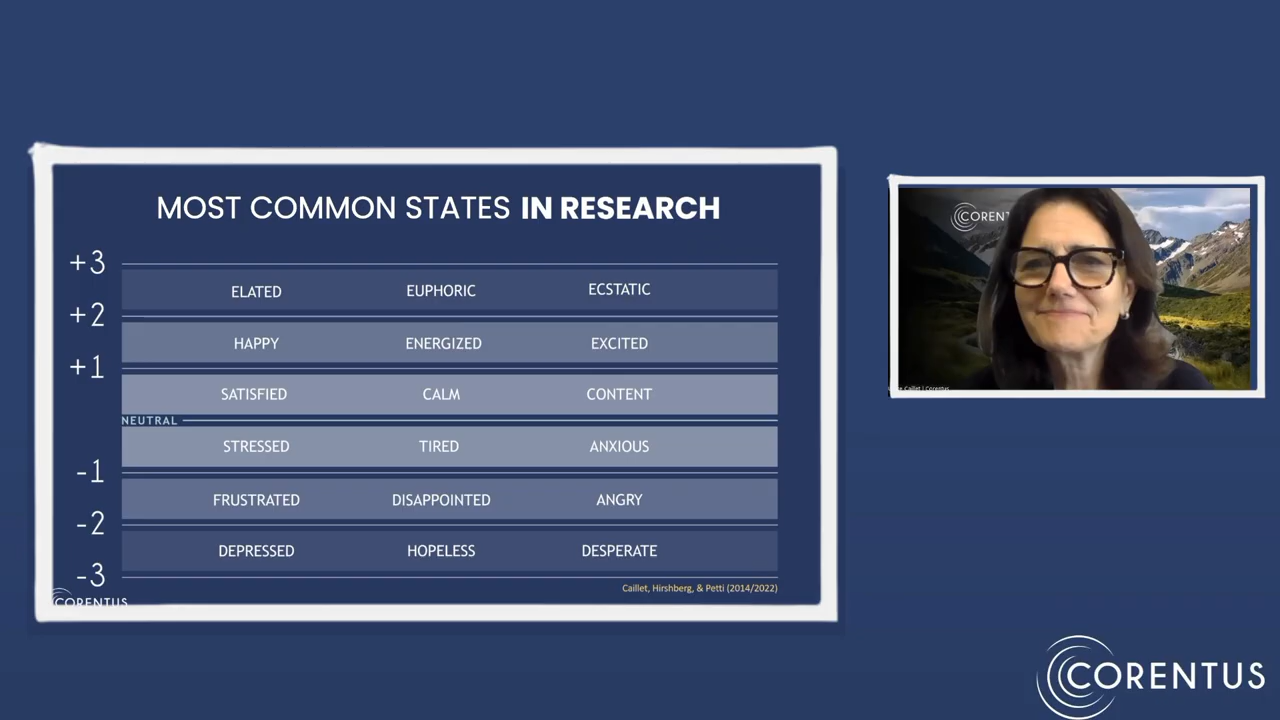 MOST COMMON STATES IN RESEARCH
+3
ELATED EUPHORIC ECSTATIC
+2
HAPPY ENERGIZED EXCITED
+1
SATISFIED CALM CONTENT
NEUTRAL
STRESSED TIRED ANXIOUS
-1
FRUSTRATED DISAPPOINTED ANGRY
-2
DEPRESSED HOPELESS DESPERATE
-3
Caillet, Hirshberg, & Petti (2014/2022)
CORENTUS
CORENT
Caillet | Corentus
CORENTUS